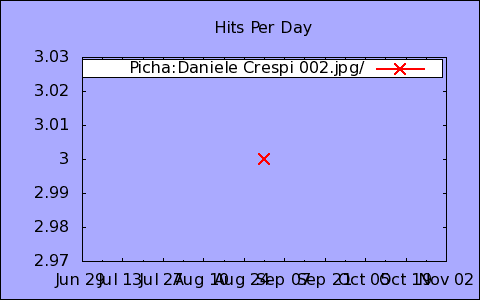 Hits Per Day
3.03
Picha:Daniele Crespi 002.jpg/
3.02
3.01
3
2.99
2.98
2.97
Jun 29 Jul 13 Jul 27 Aug 10 Aug 24 Sep 07 Sep 21 Oct 05 Oct 19 Nov 02